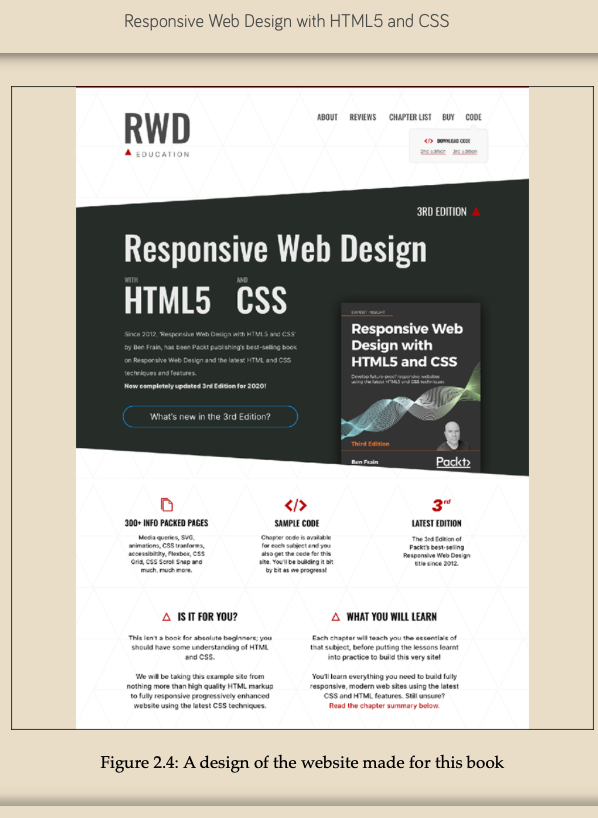 Responsive Web Design with HTML5 and CSS
RWD
EDUCATION
ABOUT REVIEWS CHAPTER LIST BUY CODE
</> DOWNLOAD CODE
2nd edition 3rd edition
3RD EDITION
Responsive Web Design
WITH AND
HTML5 CSS
Since 2012, 'Responsive Web Design with HTML5 and CSS'
by Ben Frain, has been Packt publishing's best-selling book
on Responsive Web Design and the latest HTML and CSS
techniques and features.
Now completely updated 3rd Edition for 2020!
What's new in the 3rd Edition?
EXPERT INSIGHT
Responsive Web
Design with
HTML5 and CSS
Develop future-proof responsive websites
using the latest HTML5 and CSS techniques
Third Edition
Ben Frain
Packt>
300+ INFO PACKED PAGES
Media queries, SVG,
animations, CSS tranforms,
accessibility, Flexbox, CSS
Grid, CSS Scroll Snap and
much, much more.
</>
SAMPLE CODE
Chapter code is available
for each subject and you
also get the code for this
site. You'll be building it bit
by bit as we progress!
3rd
LATEST EDITION
The 3rd Edition of
Packt's best-selling
Responsive Web Design
title since 2012.
IS IT FOR YOU?
This isn't a book for absolute beginners; you
should have some understanding of HTML
and CSS.
We will be taking this example site from
nothing more than high quality HTML markup
to fully responsive progressively enhanced
website using the latest CSS techniques.
WHAT YOU WILL LEARN
Each chapter will teach you the essentials of
that subject, before putting the lessons learnt
into practice to build this very site!
You'll learn everything you need to build fully
responsive, modern web sites using the latest
CSS and HTML features. Still unsure?
Read the chapter summary below.
Figure 2.4: A design of the website made for this book